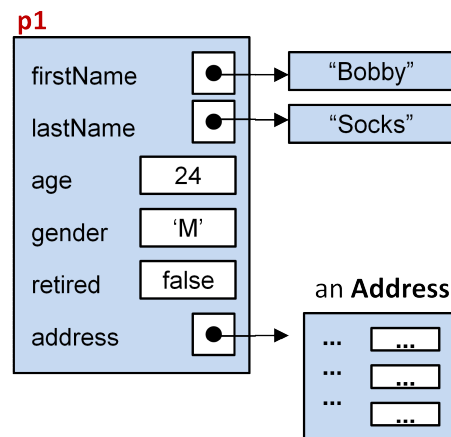 p1
firstName “Bobby”
lastName “Socks”
age 24
gender ‘M’
retired false
address
an Address
... ...
... ...
... ...